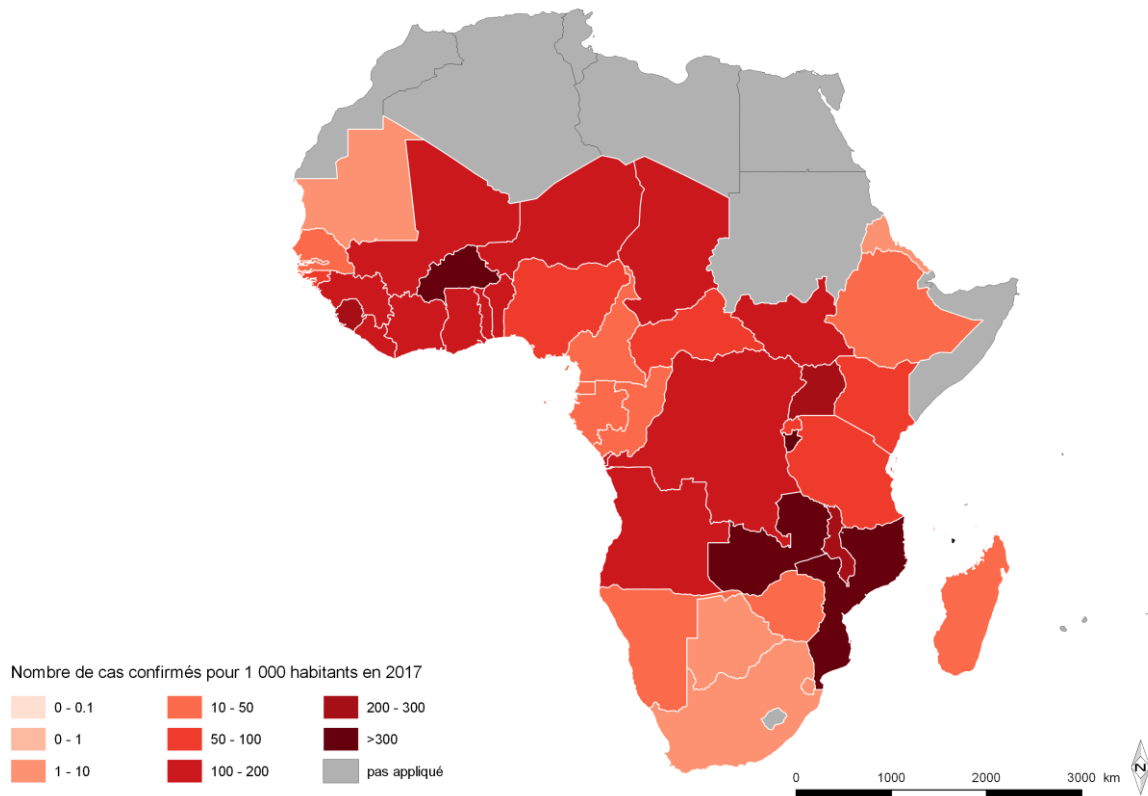 Nombre de cas confirmés pour 1 000 habitants en 2017
0 - 0.1
0 - 1
1 - 10
10 - 50
50 - 100
100 - 200
200 - 300
>300
pas appliqué
0 1000 2000 3000 km
N